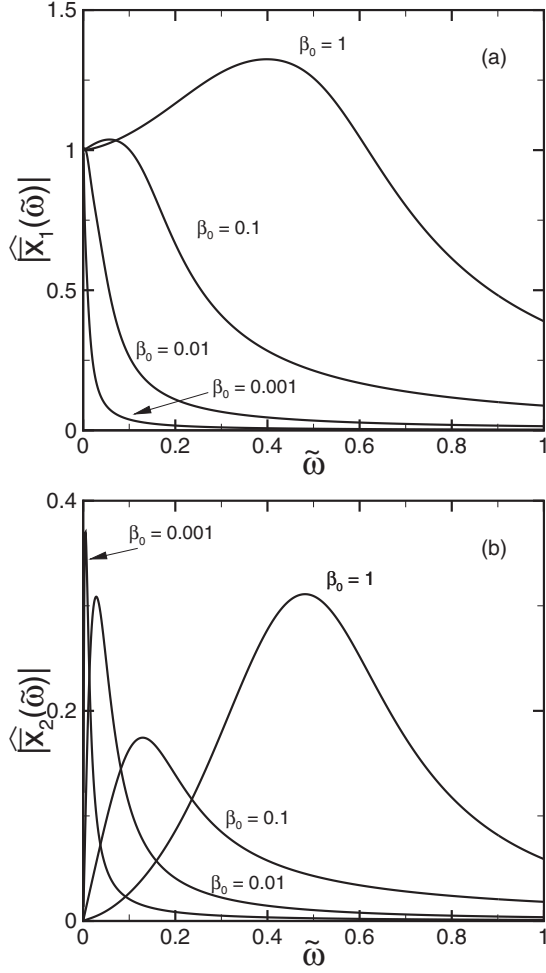 1.5
β₀ = 1
(a)
1
|x̂̅₁(ω̃)|
β₀ = 0.1
0.5
β₀ = 0.01
β₀ = 0.001
0
0 0.2 0.4 0.6 0.8 1
ω̃
0.4
β₀ = 0.001
(b)
β₀ = 1
|x̂̅₂(ω̃)|
0.2
β₀ = 0.1
β₀ = 0.01
0
0 0.2 0.4 0.6 0.8 1
ω̃